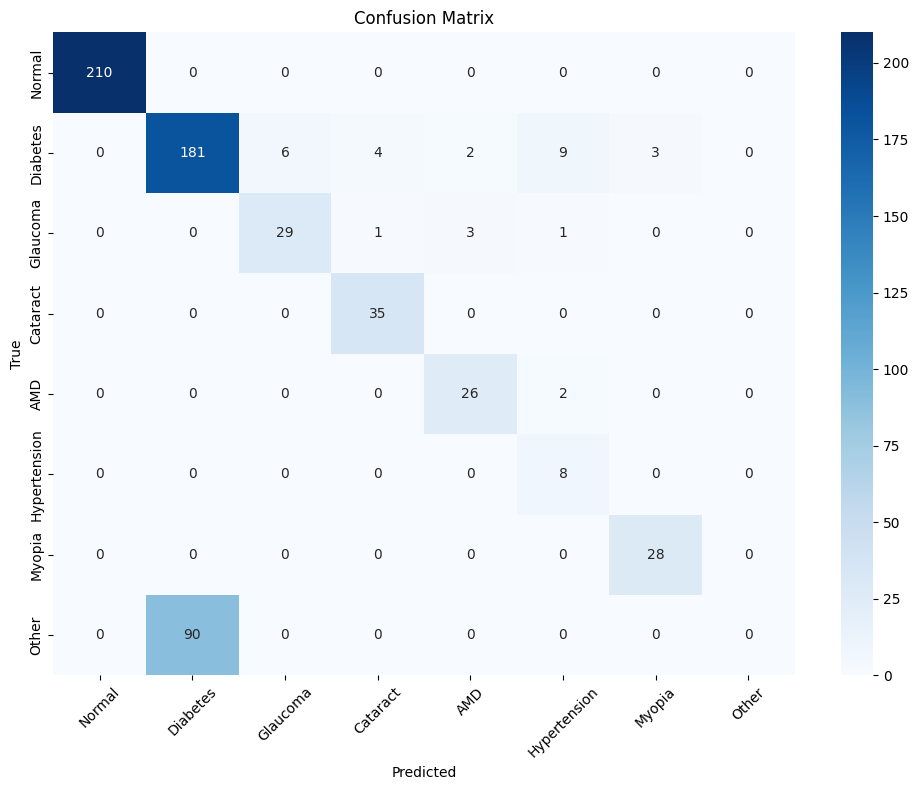 Confusion Matrix
True
Normal 210 0 0 0 0 0 0 0
Diabetes 0 181 6 4 2 9 3 0
Glaucoma 0 0 29 1 3 1 0 0
Cataract 0 0 0 35 0 0 0 0
AMD 0 0 0 0 26 2 0 0
Hypertension 0 0 0 0 0 8 0 0
Myopia 0 0 0 0 0 0 28 0
Other 0 90 0 0 0 0 0 0
Normal Diabetes Glaucoma Cataract AMD Hypertension Myopia Other
Predicted
200
175
150
125
100
75
50
25
0